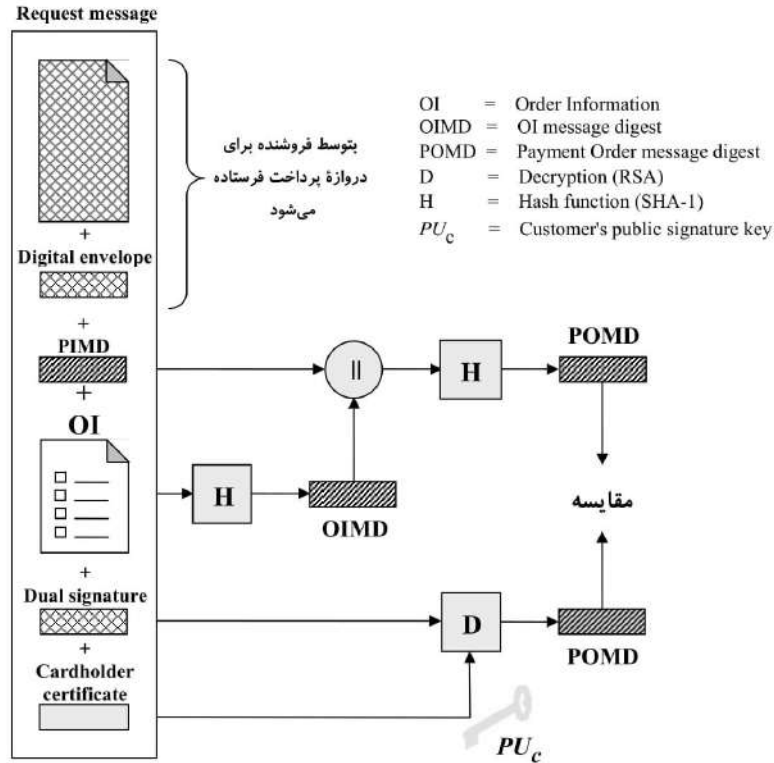 Request message
+
Digital envelope
+
PIMD
+
OI
+
Dual signature
+
Cardholder
certificate
بتوسط فروشنده برای
دروازهٔ پرداخت فرستاده
می‌شود
OI = Order Information
OIMD = OI message digest
POMD = Payment Order message digest
D = Decryption (RSA)
H = Hash function (SHA-1)
PUc = Customer's public signature key
||
H
POMD
H
OIMD
مقایسه
D
POMD
PUc